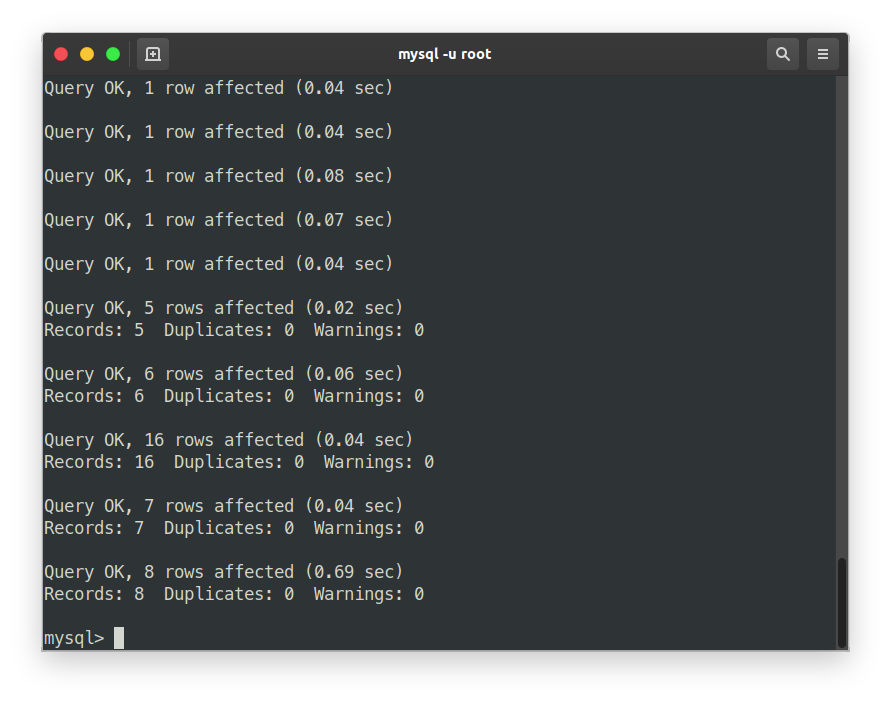 mysql -u root
Query OK, 1 row affected (0.04 sec)
Query OK, 1 row affected (0.04 sec)
Query OK, 1 row affected (0.08 sec)
Query OK, 1 row affected (0.07 sec)
Query OK, 1 row affected (0.04 sec)
Query OK, 5 rows affected (0.02 sec)
Records: 5  Duplicates: 0  Warnings: 0
Query OK, 6 rows affected (0.06 sec)
Records: 6  Duplicates: 0  Warnings: 0
Query OK, 16 rows affected (0.04 sec)
Records: 16  Duplicates: 0  Warnings: 0
Query OK, 7 rows affected (0.04 sec)
Records: 7  Duplicates: 0  Warnings: 0
Query OK, 8 rows affected (0.69 sec)
Records: 8  Duplicates: 0  Warnings: 0
mysql>